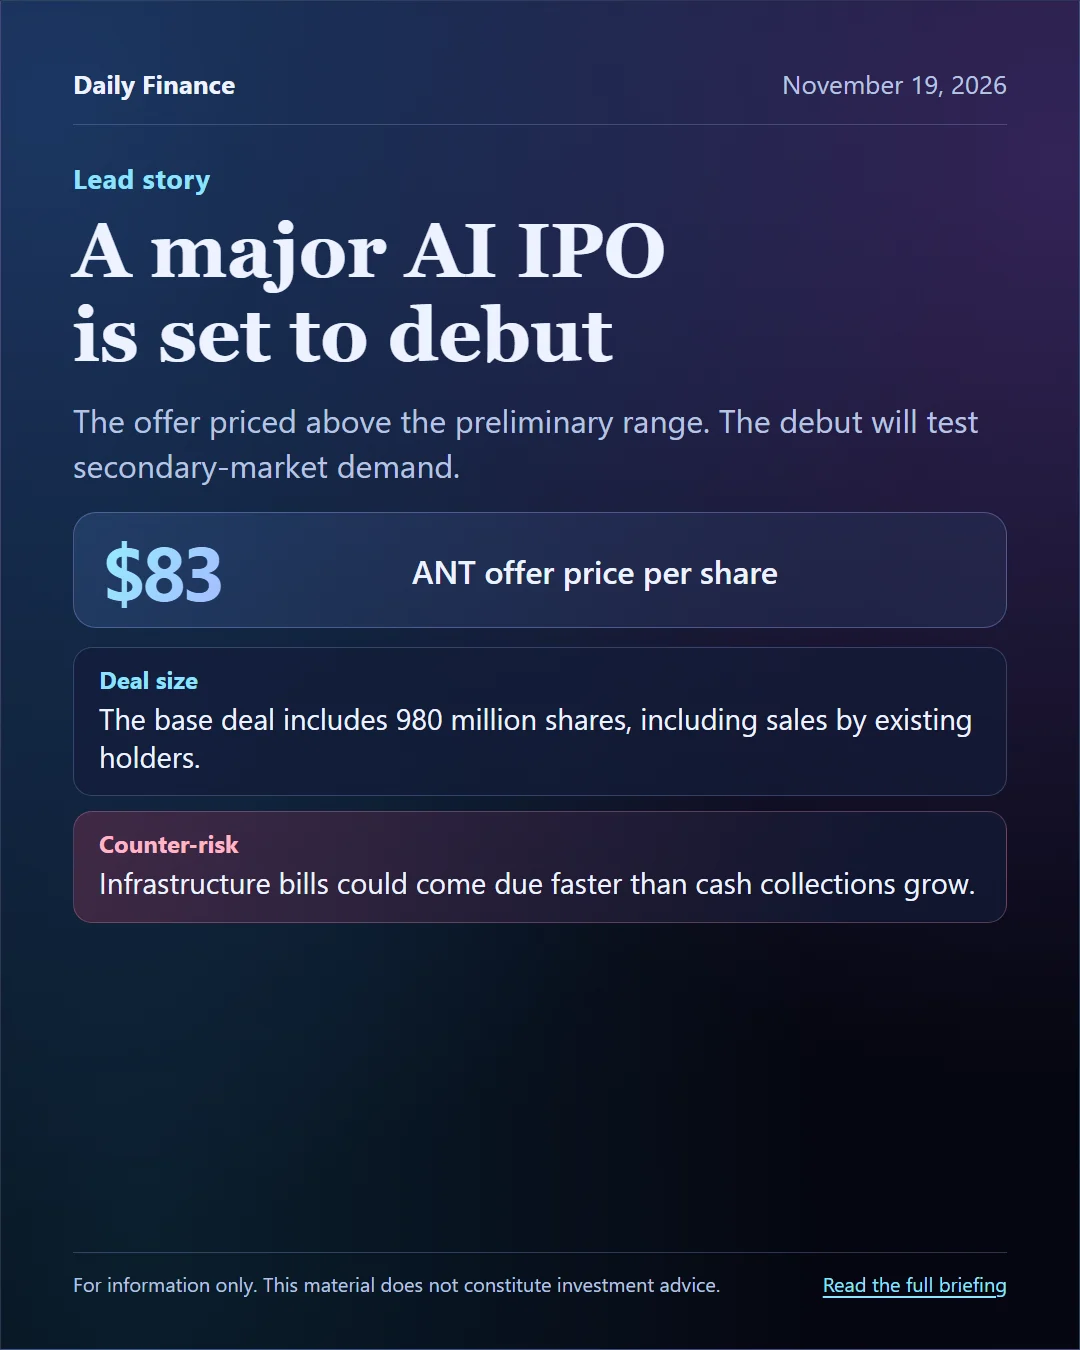 Daily Finance
November 19, 2026
Lead story
A major AI IPO
is set to debut
The offer priced above the preliminary range. The debut will test
secondary-market demand.
$83
ANT offer price per share
Deal size
The base deal includes 980 million shares, including sales by existing
holders.
Counter-risk
Infrastructure bills could come due faster than cash collections grow.
For information only. This material does not constitute investment advice.
Read the full briefing